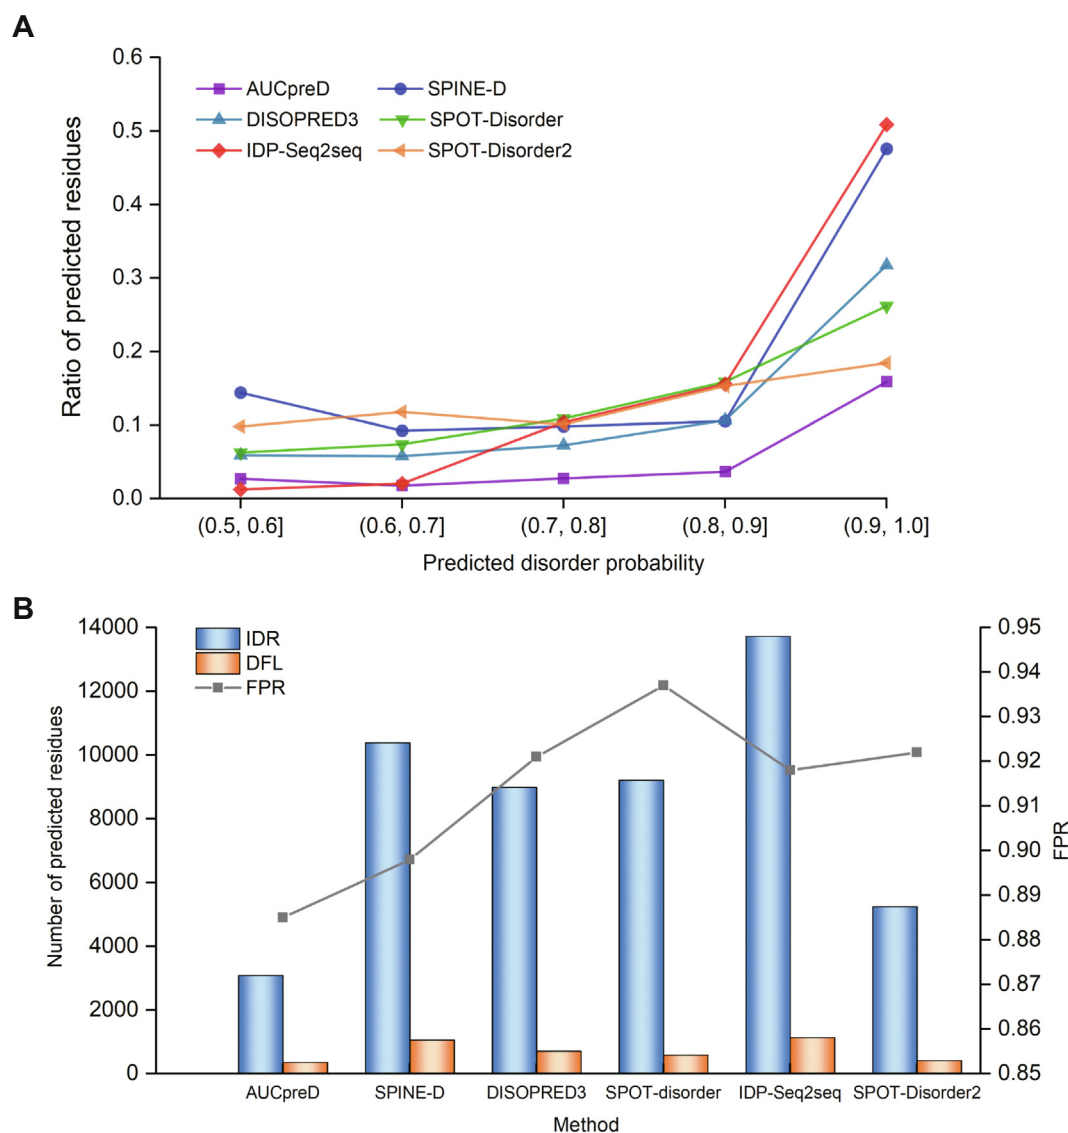 A
0.6
0.5
0.4
0.3
0.2
0.1
0.0
Ratio of predicted residues
AUCpreD
SPINE-D
DISOPRED3
SPOT-Disorder
IDP-Seq2seq
SPOT-Disorder2
(0.5, 0.6]
(0.6, 0.7]
(0.7, 0.8]
(0.8, 0.9]
(0.9, 1.0]
Predicted disorder probability
B
14000
12000
10000
8000
6000
4000
2000
0
Number of predicted residues
IDR
DFL
FPR
0.95
0.94
0.93
0.92
0.91
0.90
0.89
0.88
0.87
0.86
0.85
FPR
AUCpreD
SPINE-D
DISOPRED3
SPOT-disorder
IDP-Seq2seq
SPOT-Disorder2
Method